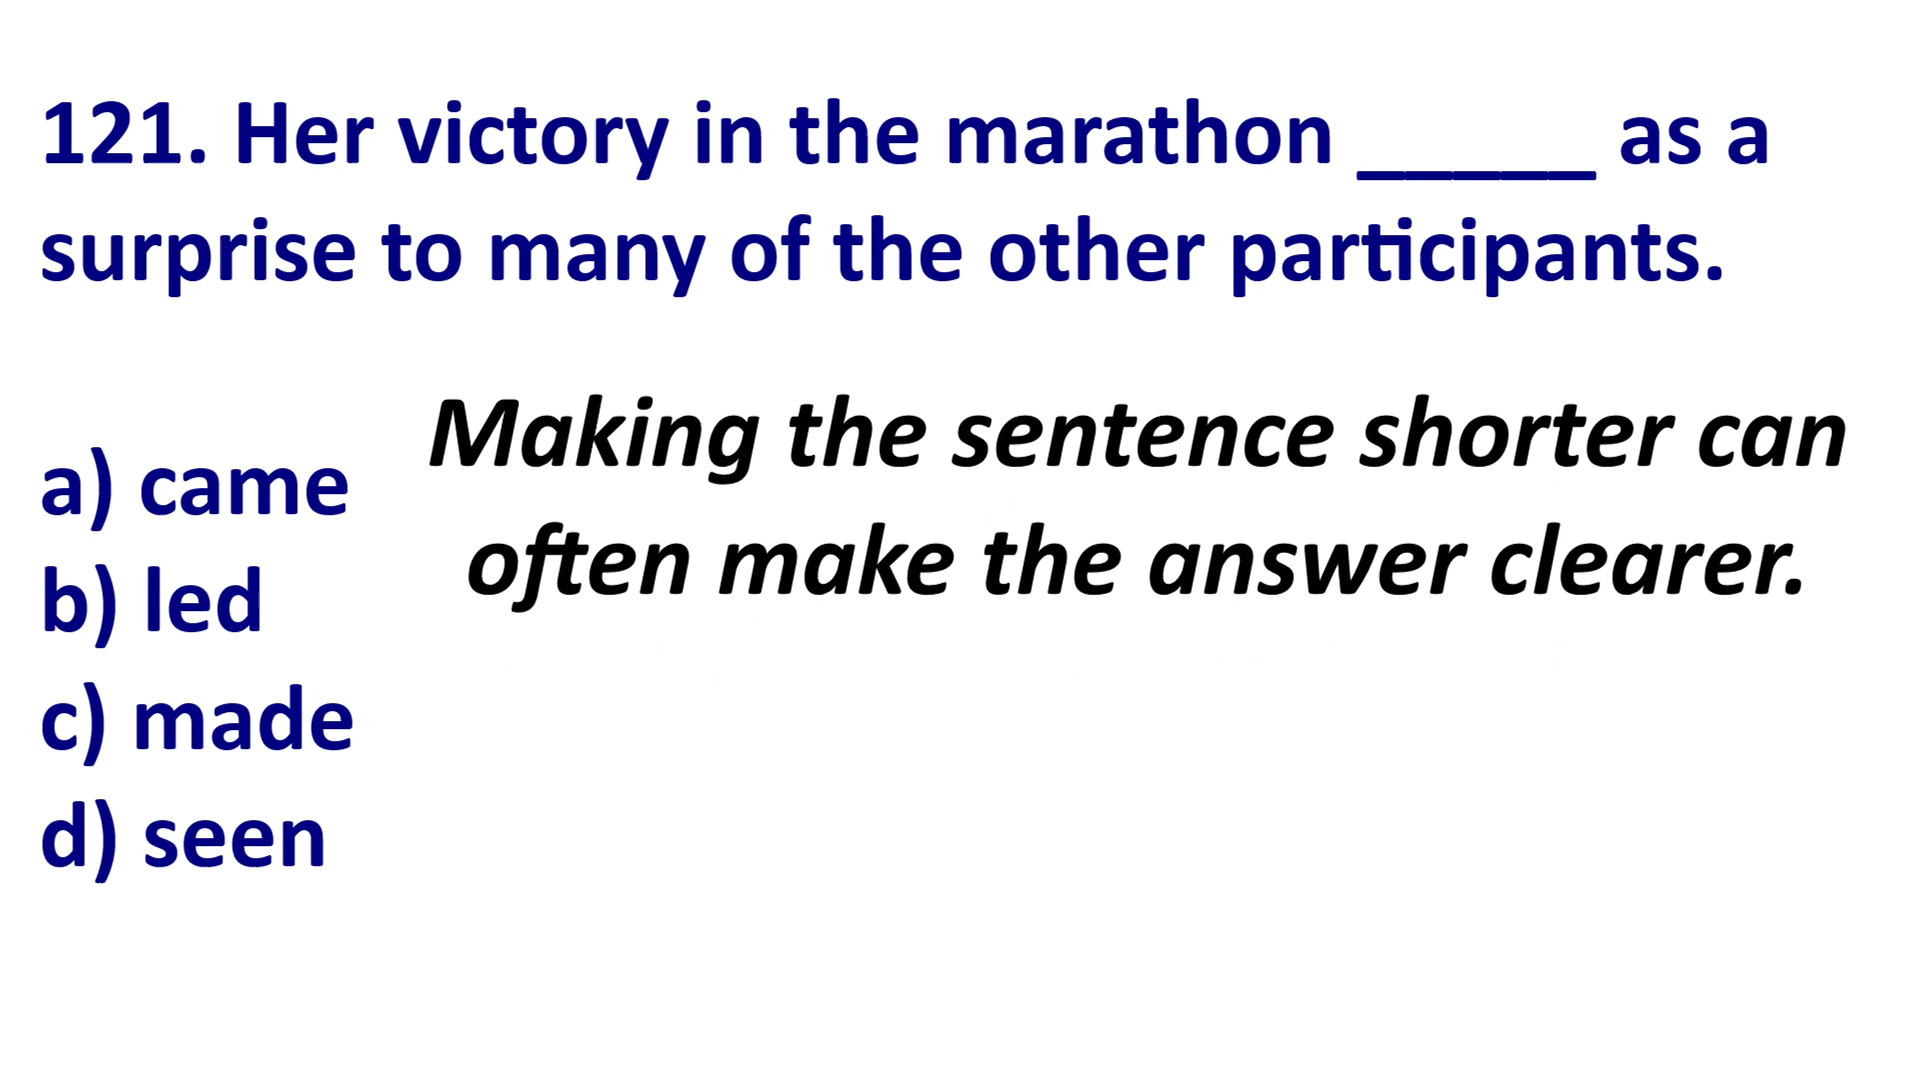 121. Her victory in the marathon _____ as a
surprise to many of the other participants.
Making the sentence shorter can
often make the answer clearer.
a) came
b) led
c) made
d) seen